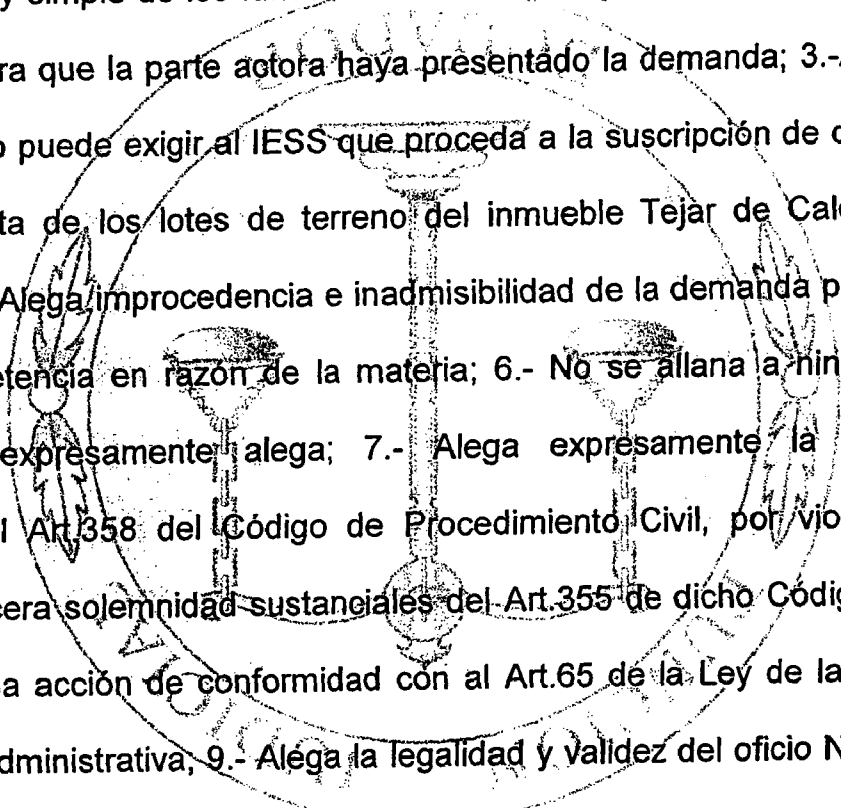 y simple de los
ra que la parte actora haya presentado la demanda; 3.-
o puede exigir al IESS que proceda a la suscripción de
ta de los lotes de terreno del inmueble Tejar de
Alega improcedencia e inadmisibilidad de la demanda
etencia en razón de la materia; 6.- No se allana a
expresamente alega; 7.- Alega expresamente la
l Art.358 del Código de Procedimiento Civil, por
cera solemnidad sustanciales del Art.355 de dicho
a acción de conformidad con al Art.65 de la Ley de la
dministrativa; 9.- Alega la legalidad y validez del oficio N